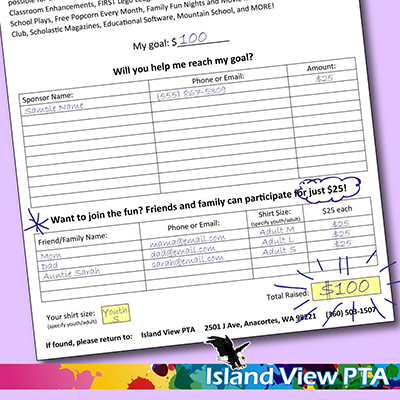 Classroom Enhancements, FIRST Lego Leag
School Plays, Free Popcorn Every Month, Family Fun Nights and Movie
Club, Scholastic Magazines, Educational Software, Mountain School, and MORE!
My goal: $ 100
Will you help me reach my goal?
Sponsor Name: Phone or Email: Amount:
Sample Name (555) 867-5309 $25
Want to join the fun? Friends and family can participate for just $25!
Friend/Family Name: Phone or Email: Shirt Size: (specify youth/adult) $25 each
Mom mama@email.com Adult M $25
Dad dad@email.com Adult L $25
Auntie Sarah sarah@email.com Adult S $25
Total Raised: $100
Your shirt size: (specify youth/adult) Youth S
If found, please return to: Island View PTA 2501 J Ave, Anacortes, WA 98221 (360) 503-1507
Island View PTA